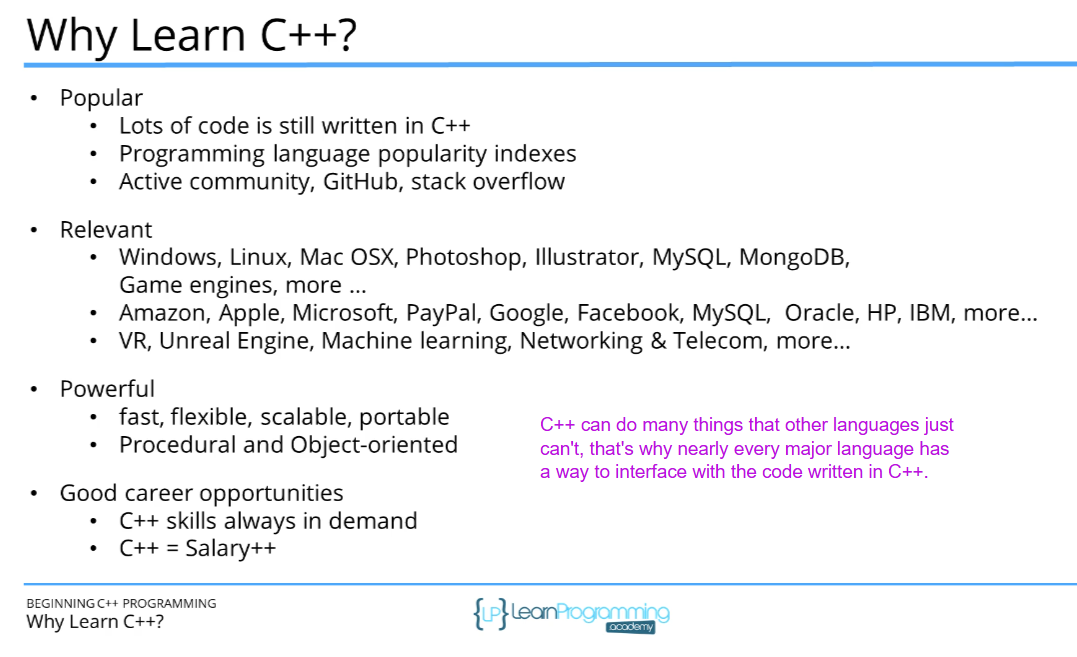 Why Learn C++?
• Popular
• Lots of code is still written in C++
• Programming language popularity indexes
• Active community, GitHub, stack overflow
• Relevant
• Windows, Linux, Mac OSX, Photoshop, Illustrator, MySQL, MongoDB,
Game engines, more ...
• Amazon, Apple, Microsoft, PayPal, Google, Facebook, MySQL,  Oracle, HP, IBM, more...
• VR, Unreal Engine, Machine learning, Networking & Telecom, more...
• Powerful
• fast, flexible, scalable, portable
• Procedural and Object-oriented
C++ can do many things that other languages just
can't, that's why nearly every major language has
a way to interface with the code written in C++.
• Good career opportunities
• C++ skills always in demand
• C++ = Salary++
BEGINNING C++ PROGRAMMING
Why Learn C++?
{LP} LearnProgramming
academy